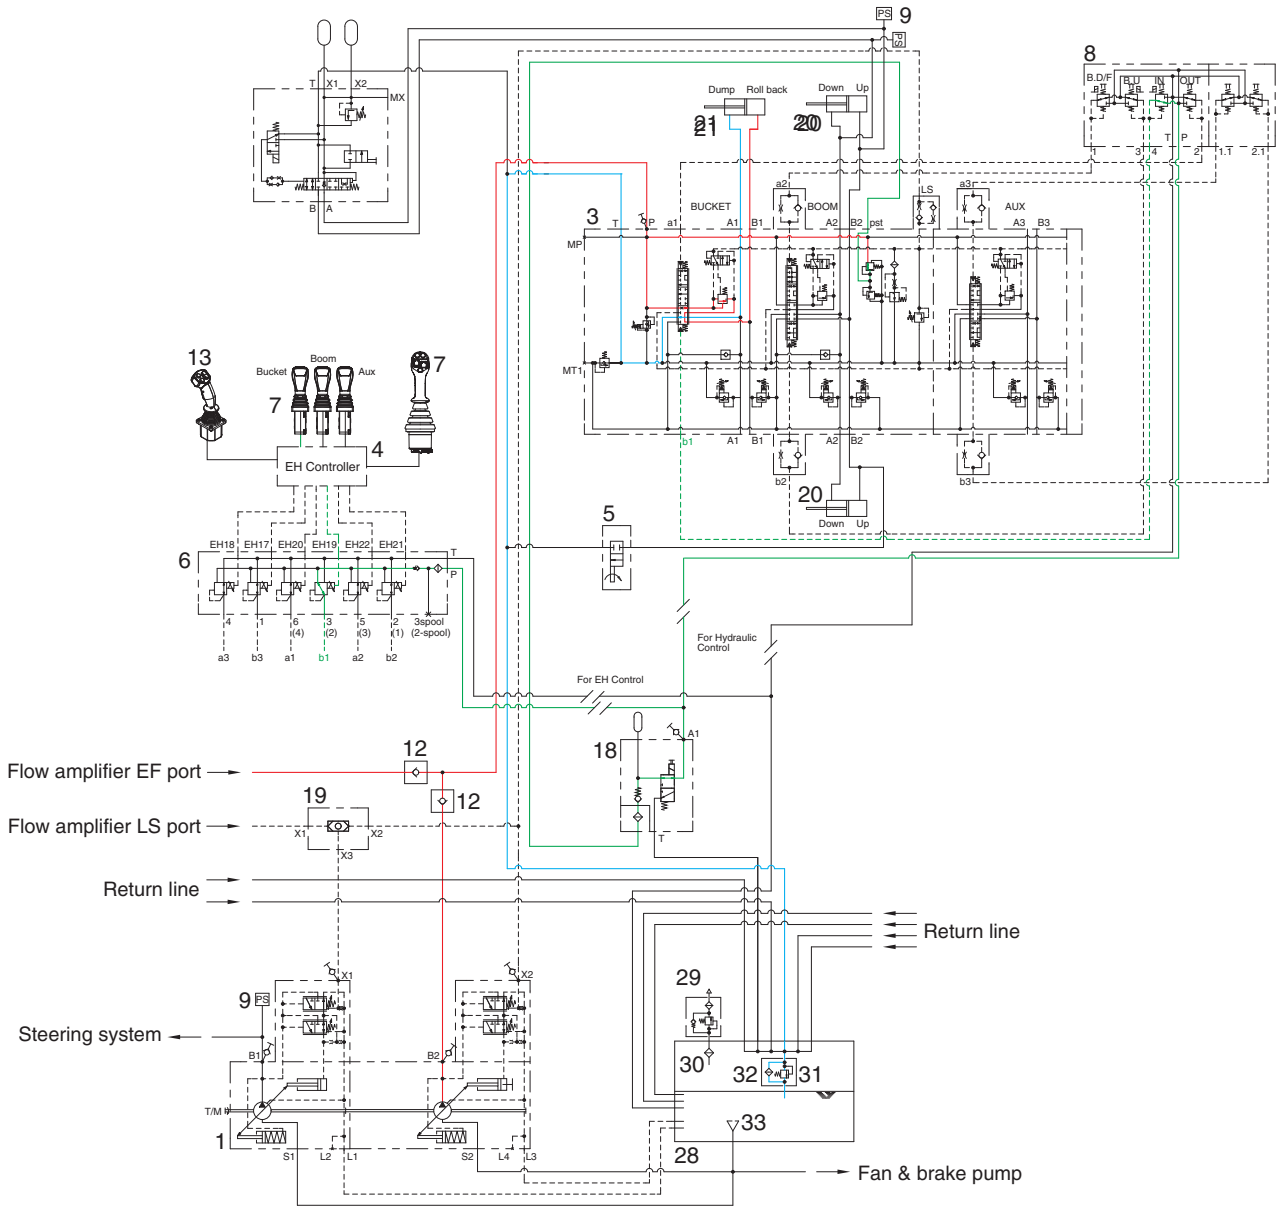 PS 9
PS
8
T X1 X2
MX
B A
Dump Roll back
21
21
Down Up
20
20
B.D/F B.U IN OUT
T P
1 3 4 2 1.1 2.1
3 T P a1 BUCKET A1 B1 a2 BOOM A2 B2 pst LS a3 AUX A3 B3
MP
MT1
b1 A1 B1 A2 B2
b2 b3
20
Down Up
13
Boom
Bucket Aux
7
7
4
EH Controller
5
EH18 EH17 EH20 EH19 EH22 EH21
6
T
P
4 1 6 3 5 2 3spool
(4) (2) (3) (1) (2-spool)
a3 b3 a1 b1 a2 b2
For Hydraulic
Control
For EH Control
18
A1
T
Flow amplifier EF port
12
12
19
Flow amplifier LS port
X1 X2
X3
Return line
Return line
X1
X2
9 PS
Steering system
B1
B2
T/M
1
S1 L2 L1 S2 L4 L3
29
30
32 31
33
28
Fan & brake pump